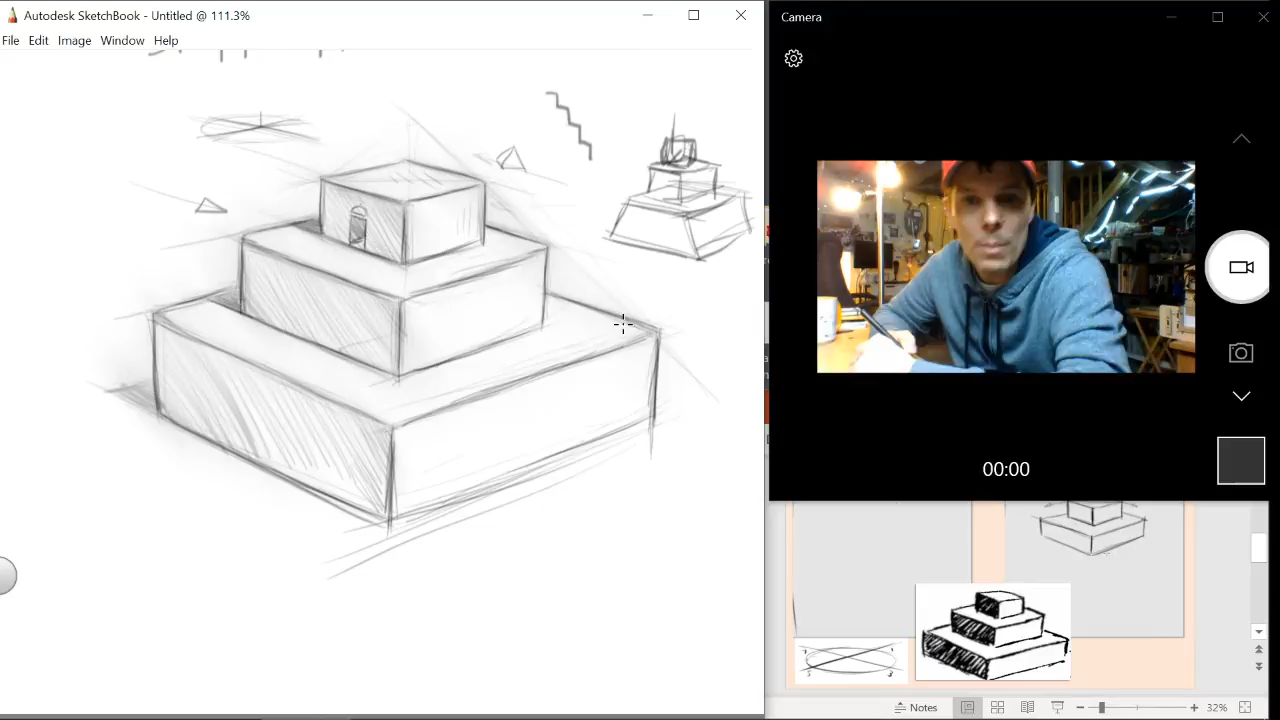 Autodesk SketchBook - Untitled @ 111.3%
File Edit Image Window Help
Camera
00:00
Notes
32%